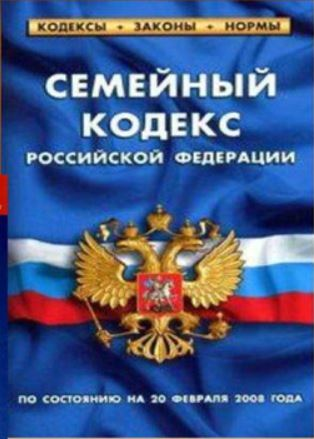 КОДЕКСЫ + ЗАКОНЫ + НОРМЫ
СЕМЕЙНЫЙ
КОДЕКС
РОССИЙСКОЙ ФЕДЕРАЦИИ
ПО СОСТОЯНИЮ НА 20 ФЕВРАЛЯ 2008 ГОДА